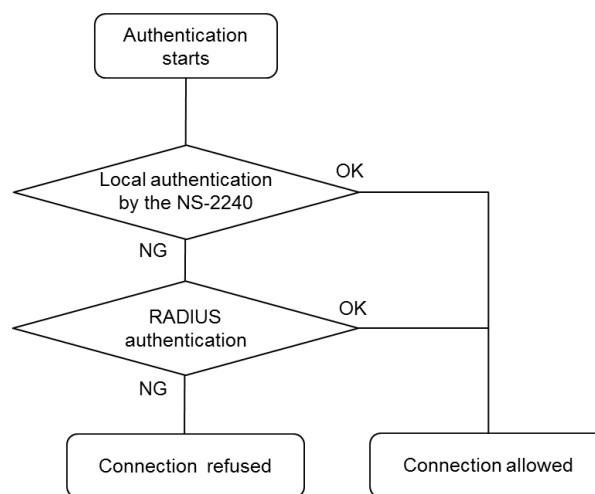 Authentication
starts
Local authentication
by the NS-2240
OK
NG
RADIUS
authentication
OK
NG
Connection refused
Connection allowed